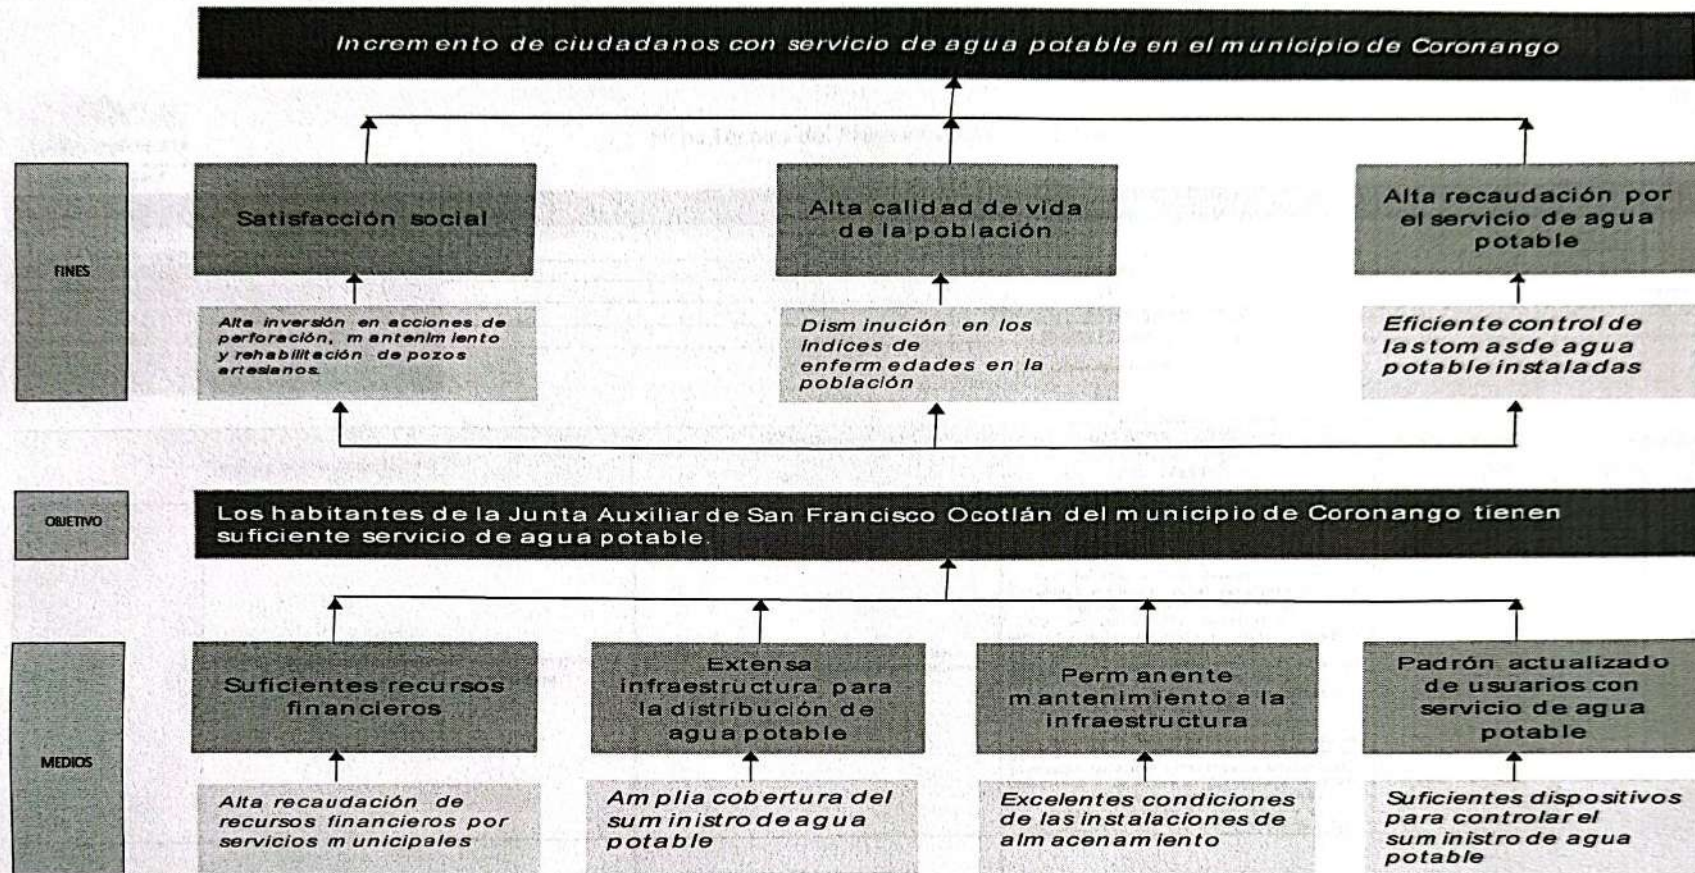 Incremento de ciudadanos con servicio de agua potable en el municipio de Coronango
FINES
Satisfacción social
Alta calidad de vida
de la población
Alta recaudación por
el servicio de agua
potable
Alta inversión en acciones de
perforación, mantenimiento
y rehabilitación de pozos
artesianos.
Disminución en los
índices de
enfermedades en la
población
Eficiente control de
las tomas de agua
potable instaladas
OBJETIVO
Los habitantes de la Junta Auxiliar de San Francisco Ocotlán del municipio de Coronango tienen
suficiente servicio de agua potable.
MEDIOS
Suficientes recursos
financieros
Extensa
infraestructura para
la distribución de
agua potable
Permanente
mantenimiento a la
infraestructura
Padrón actualizado
de usuarios con
servicio de agua
potable
Alta recaudación de
recursos financieros por
servicios municipales
Amplia cobertura del
suministro de agua
potable
Excelentes condiciones
de las instalaciones de
almacenamiento
Suficientes dispositivos
para controlar el
suministro de agua
potable